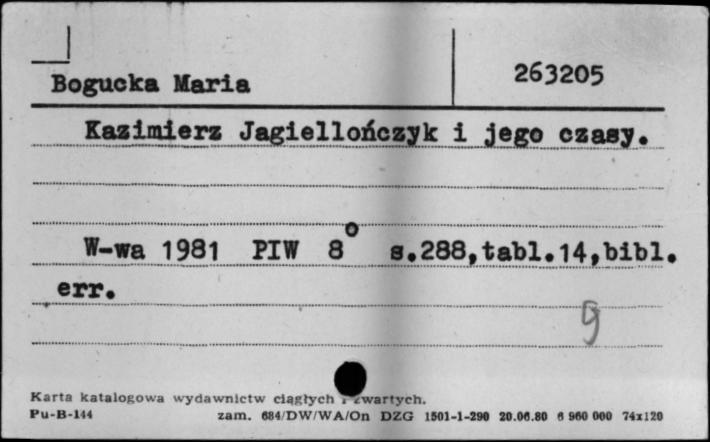 Bogucka Maria 263205
Kazimierz Jagiellończyk i jego czasy.
W-wa 1981 PIW 8° s.288,tabl.14,bibl.
err.
9
Karta katalogowa wydawnictw ciągłych i zwartych.
Pu-B-144 zam. 684/DW/WA/On DZG 1501-1-290 20.06.80 6 960 000 74x120